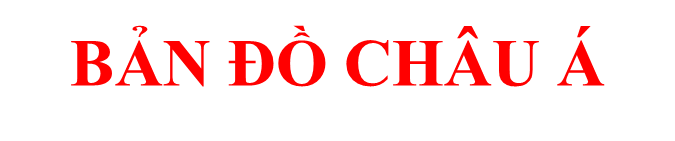 BẢN ĐỒ CHÂU Á